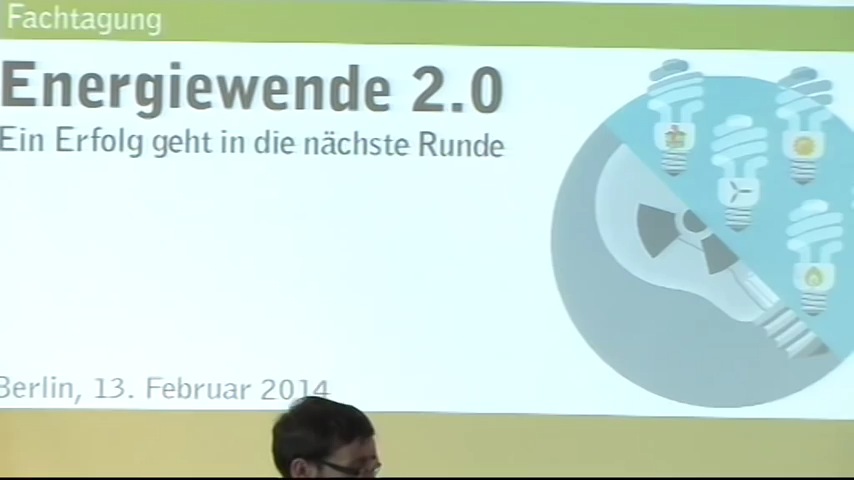 Fachtagung
Energiewende 2.0
Ein Erfolg geht in die nächste Runde
Berlin, 13. Februar 2014